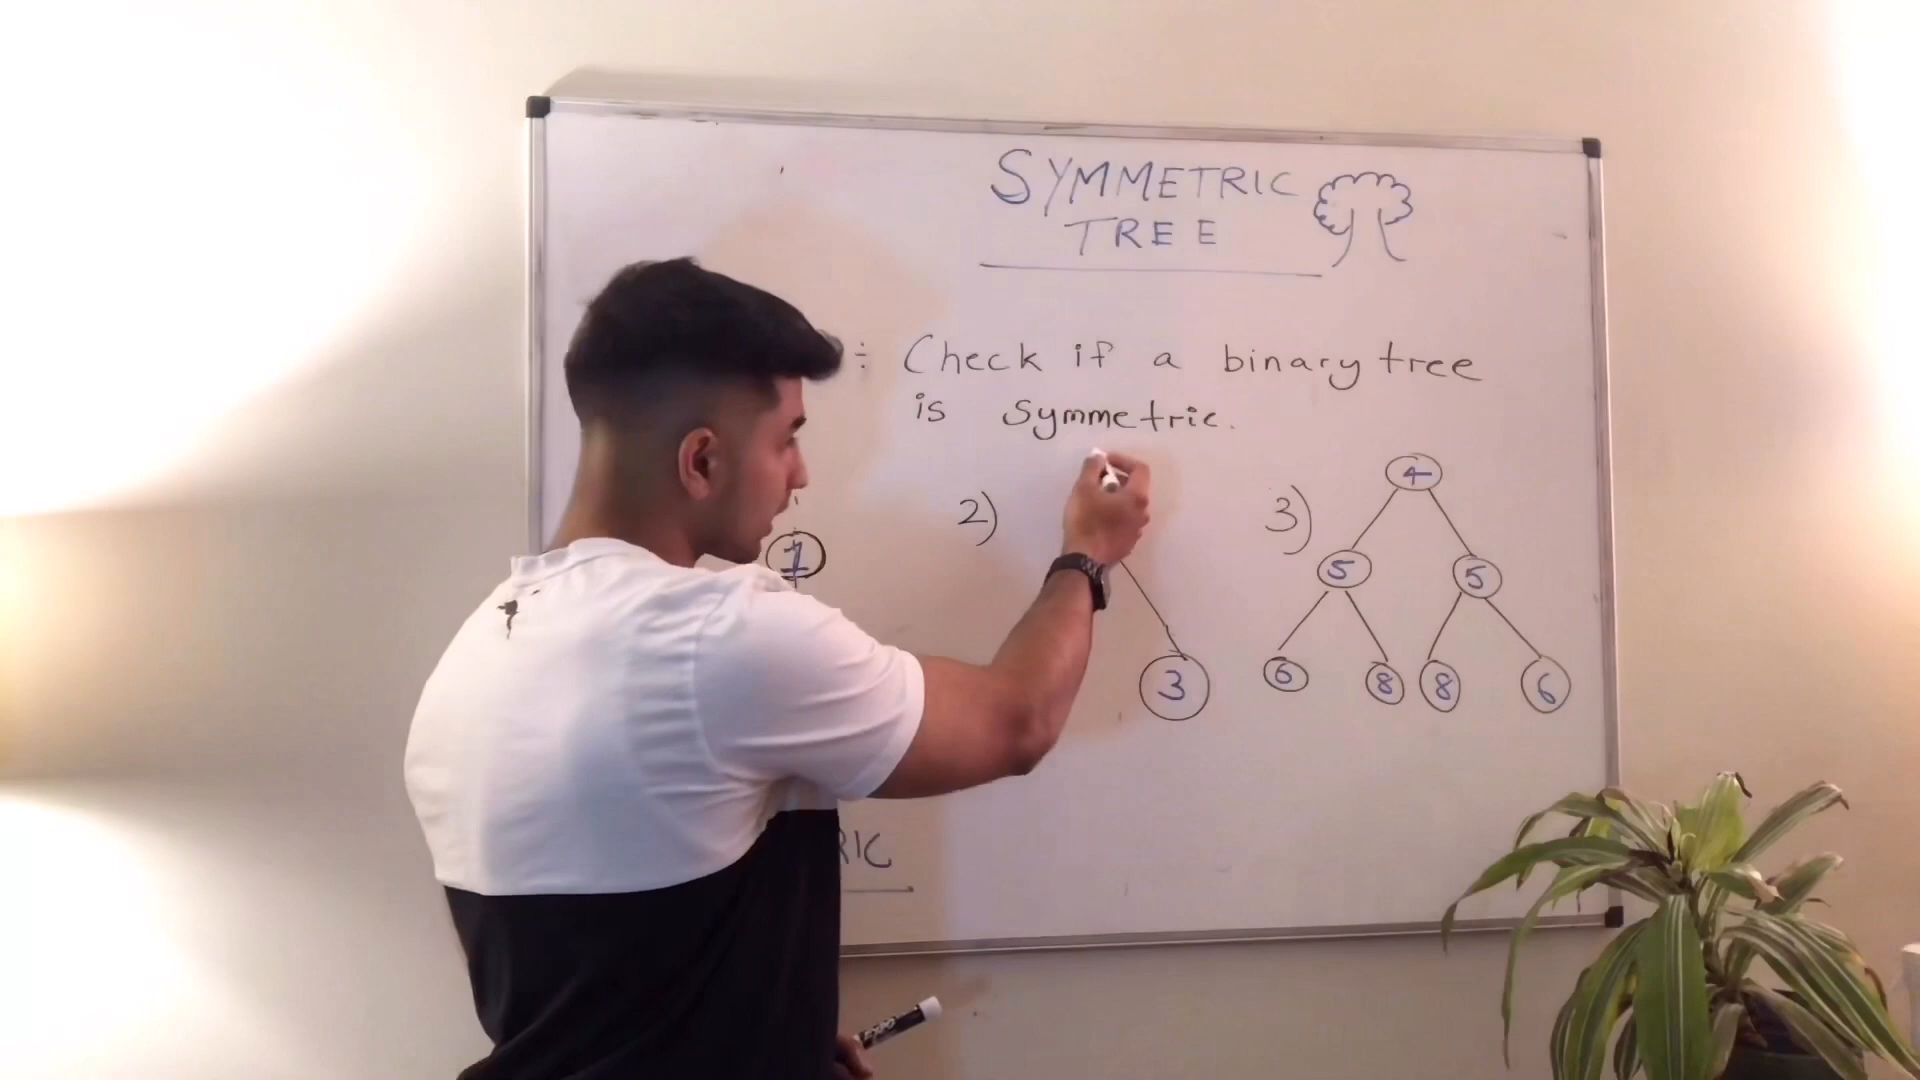 SYMMETRIC
TREE
: Check if a binary tree
is Symmetric.
2)
3)
4
1
5
5
6
8
8
6
3
RIC
EXPO